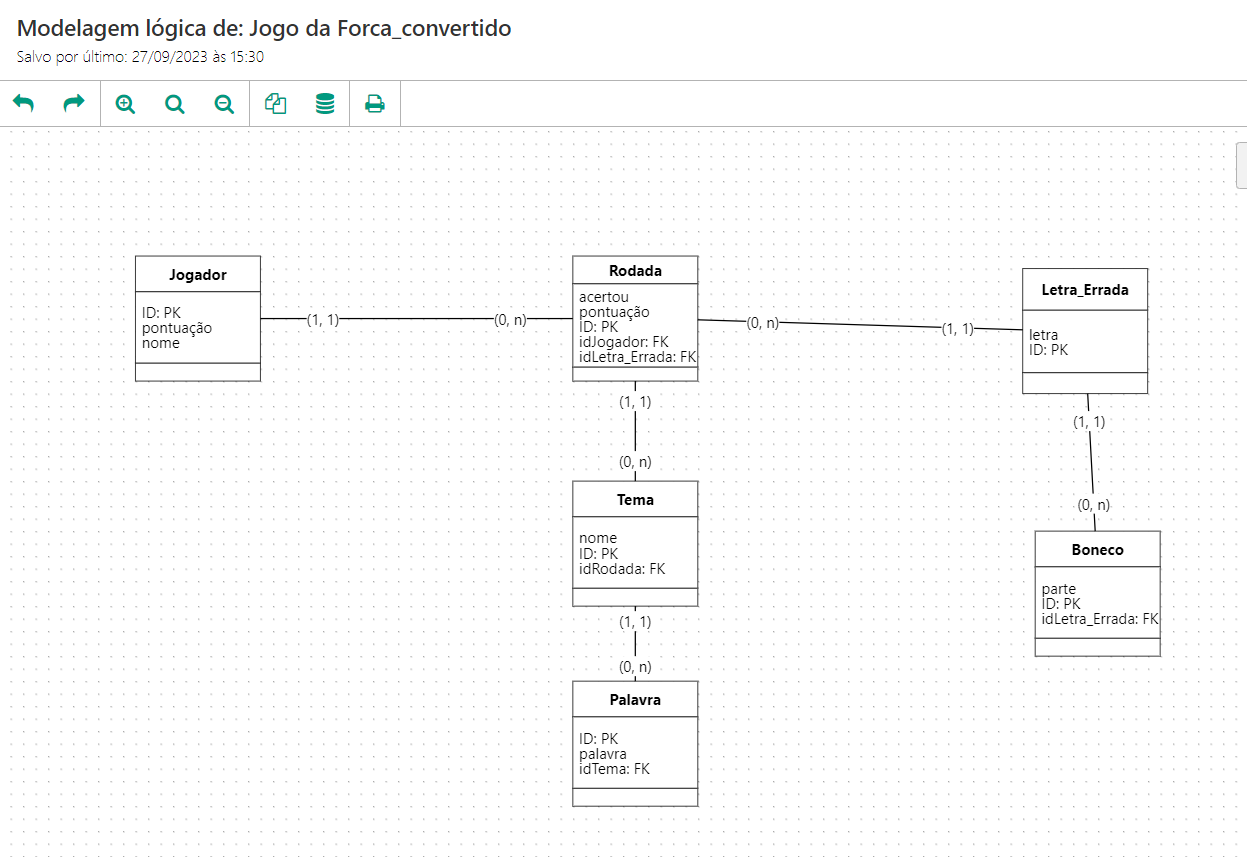 Modelagem lógica de: Jogo da Forca_convertido
Salvo por último: 27/09/2023 às 15:30
Jogador
ID: PK
pontuação
nome
(1, 1)
(0, n)
Rodada
acertou
pontuação
ID: PK
idJogador: FK
idLetra_Errada: FK
(0, n)
(1, 1)
Letra_Errada
letra
ID: PK
(1, 1)
(0, n)
Tema
nome
ID: PK
idRodada: FK
(1, 1)
(0, n)
Boneco
parte
ID: PK
idLetra_Errada: FK
(1, 1)
(0, n)
Palavra
ID: PK
palavra
idTema: FK